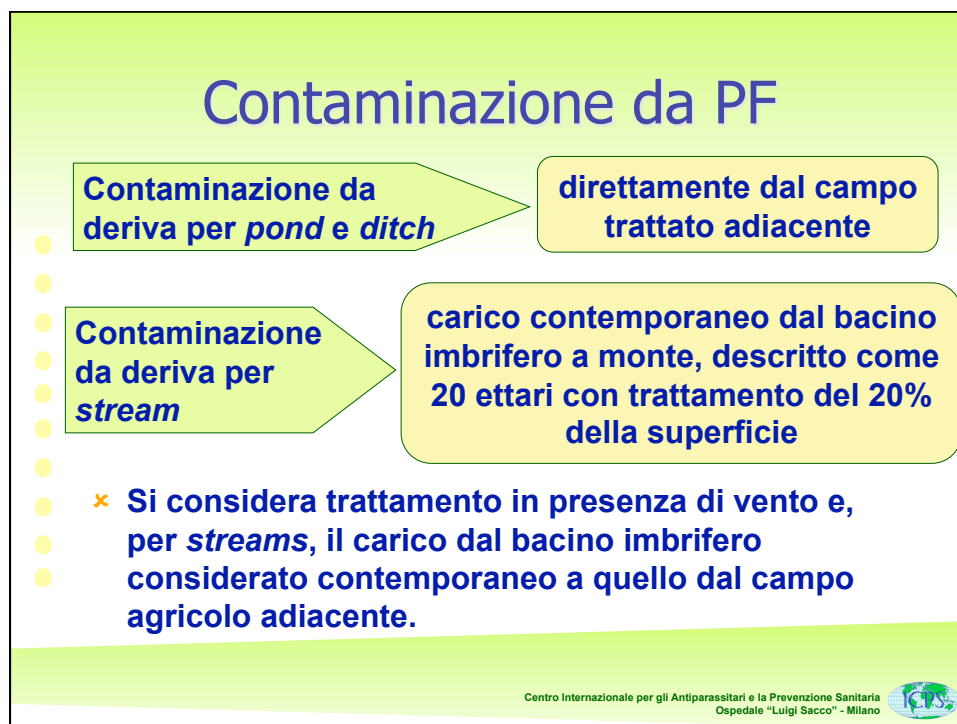 Contaminazione da PF
Contaminazione da
deriva per pond e ditch
direttamente dal campo
trattato adiacente
Contaminazione
da deriva per
stream
carico contemporaneo dal bacino
imbrifero a monte, descritto come
20 ettari con trattamento del 20%
della superficie
× Si considera trattamento in presenza di vento e,
per streams, il carico dal bacino imbrifero
considerato contemporaneo a quello dal campo
agricolo adiacente.
Centro Internazionale per gli Antiparassitari e la Prevenzione Sanitaria
Ospedale “Luigi Sacco” - Milano
ICPS